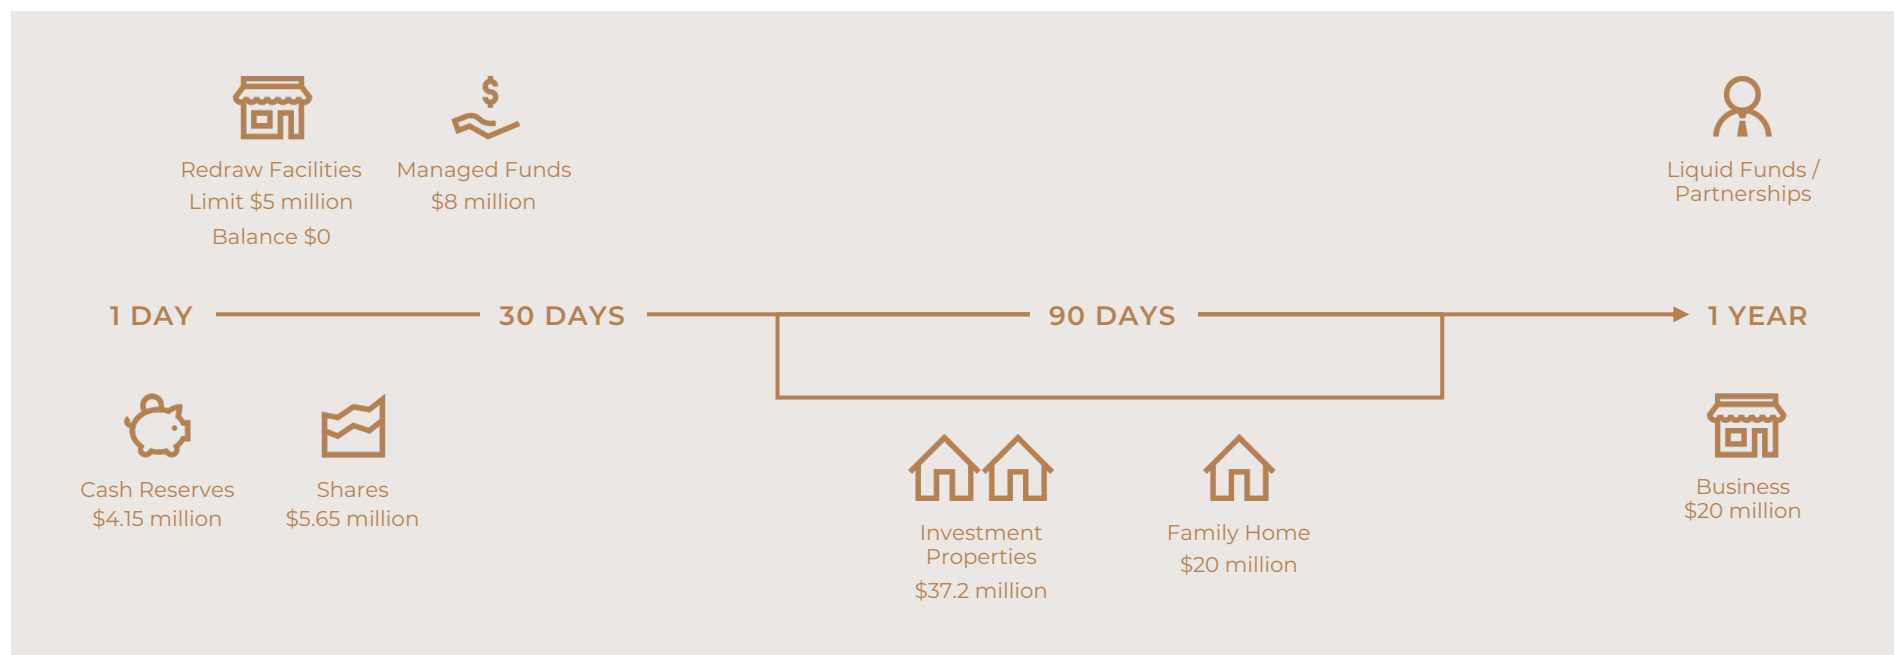 Redraw Facilities
Limit $5 million
Balance $0
Managed Funds
$8 million
Liquid Funds /
Partnerships
1 DAY
30 DAYS
90 DAYS
1 YEAR
Cash Reserves
$4.15 million
Shares
$5.65 million
Investment
Properties
$37.2 million
Family Home
$20 million
Business
$20 million